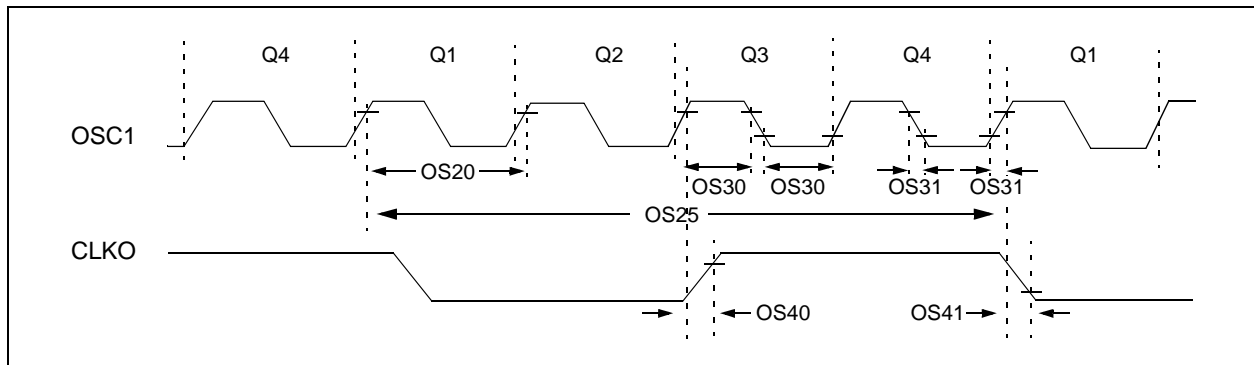 Q4 Q1 Q2 Q3 Q4 Q1
OSC1
OS20 OS30 OS30 OS31 OS31
OS25
CLKO
OS40 OS41